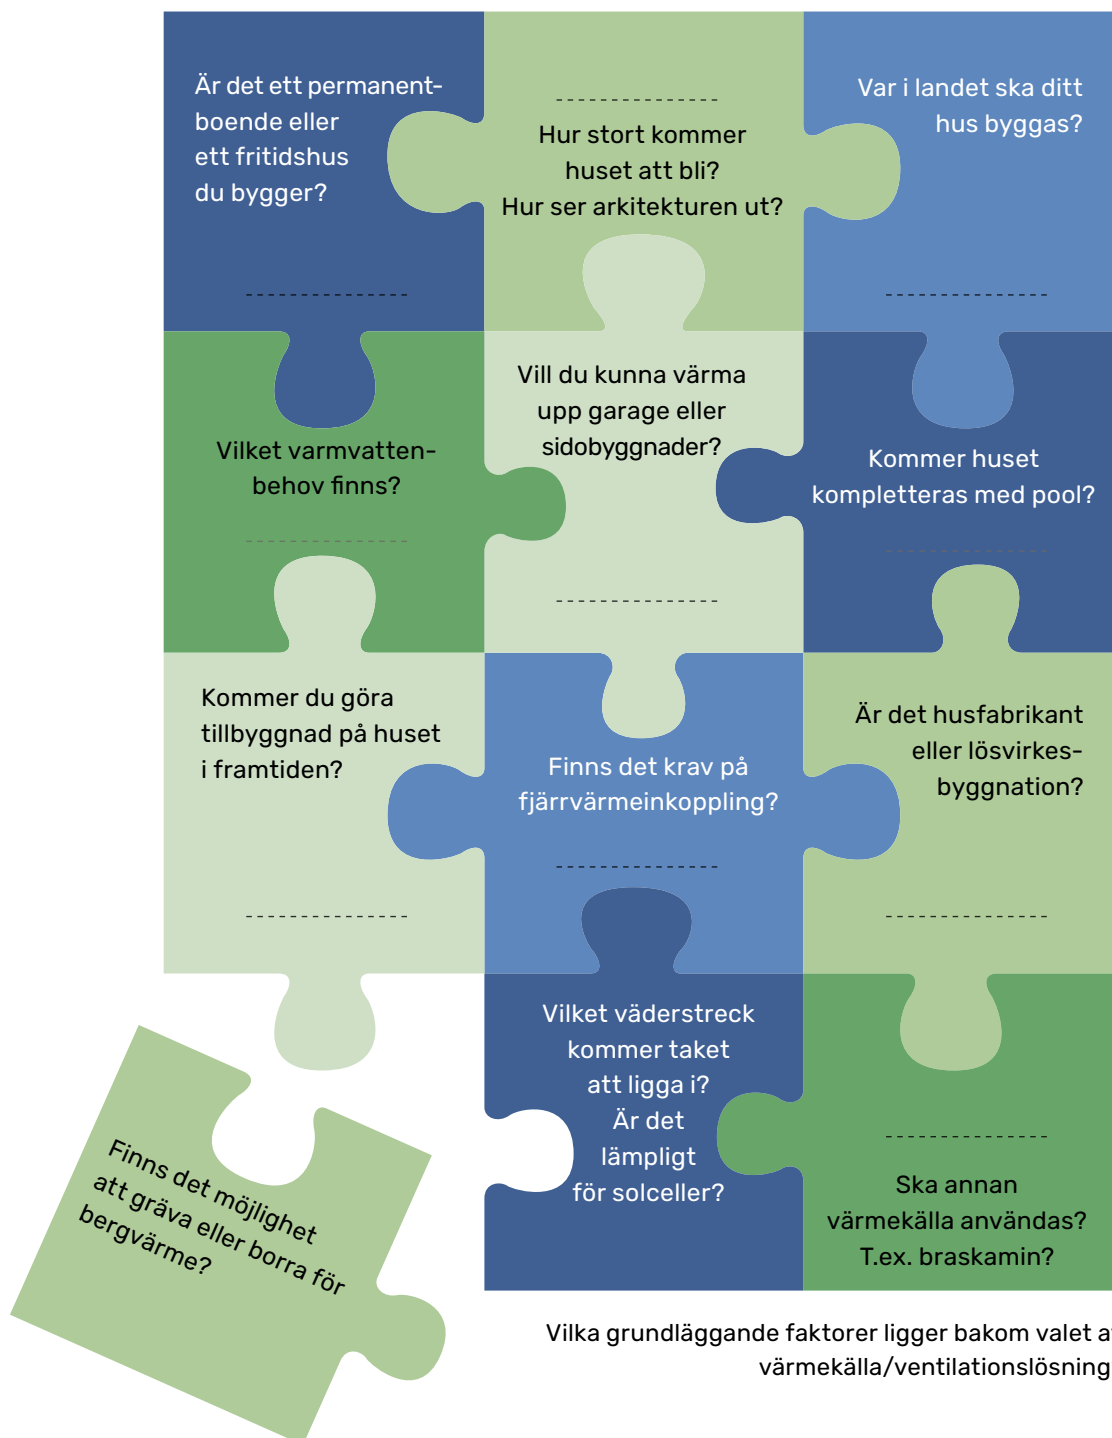 Är det ett permanent-
boende eller
ett fritidshus
du bygger?
Hur stort kommer
huset att bli?
Hur ser arkitekturen ut?
Var i landet ska ditt
hus byggas?
Vilket varmvatten-
behov finns?
Vill du kunna värma
upp garage eller
sidobyggnader?
Kommer huset
kompletteras med pool?
Kommer du göra
tillbyggnad på huset
i framtiden?
Finns det krav på
fjärrvärmeinkoppling?
Är det husfabrikant
eller lösvirkes-
byggnation?
Finns det möjlighet
att gräva eller borra för
bergvärme?
Vilket väderstreck
kommer taket
att ligga i?
Är det
lämpligt
för solceller?
Ska annan
värmekälla användas?
T.ex. braskamin?
Vilka grundläggande faktorer ligger bakom valet
värmekälla/ventilationslösning